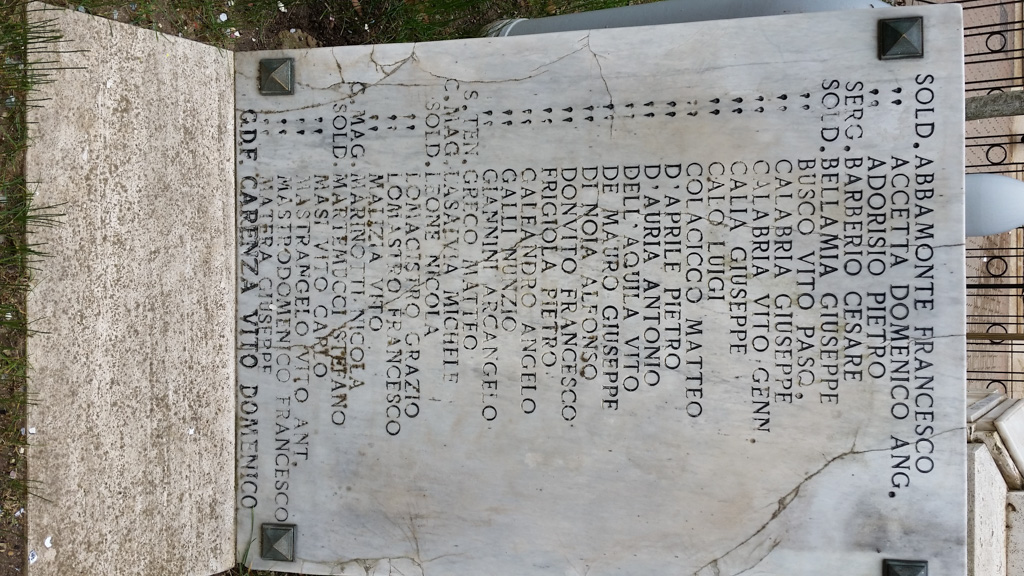 SOLD. ABBAMONTE FRANCESCO
,, ACCETTA DOMENICO ANG.
,, ADORISIO PIETRO
SERG. BARBERIO CESARE
SOLD. BELLAMIA GIUSEPPE
,, BUSCO VITO PASQ.
,, CALABRIA GIUSEPPE
,, CALABRIA VITO GENN.
,, CALIA GIUSEPPE
,, CALO' LUIGI
,, COLACICCO MATTEO
,, D'APRILE PIETRO
,, D'AURIA ANTONIO
,, DELL'AQUILA VITO
,, DE MAURO GIUSEPPE
,, DI NOIA ALFONSO
,, DONVITO FRANCESCO
,, FRIGIOLA PIETRO
,, GALEANDRO ANGELO
,, GALLI NUNZIO
,, GIANNINI ARCANGELO
S. TEN. GRECO MATTEO
C. MAG. LASALVIA MICHELE
SOLD. LEONE NICOLA
,, LOMAGISTRO GRAZIO
,, LOMASTRO FRANCESCO
,, MANZA VITO
C. MAG. MARINOTTI NICOLA
SOLD. MARTEMUCCI STEFANO
,, MASI VITO
,, MASTRANGELO VITO ANT.
,, MASTRODOMENICO FRANCESCO
,, MATERA GIUSEPPE
G.D.F. CARENZA VITO DOMENICO